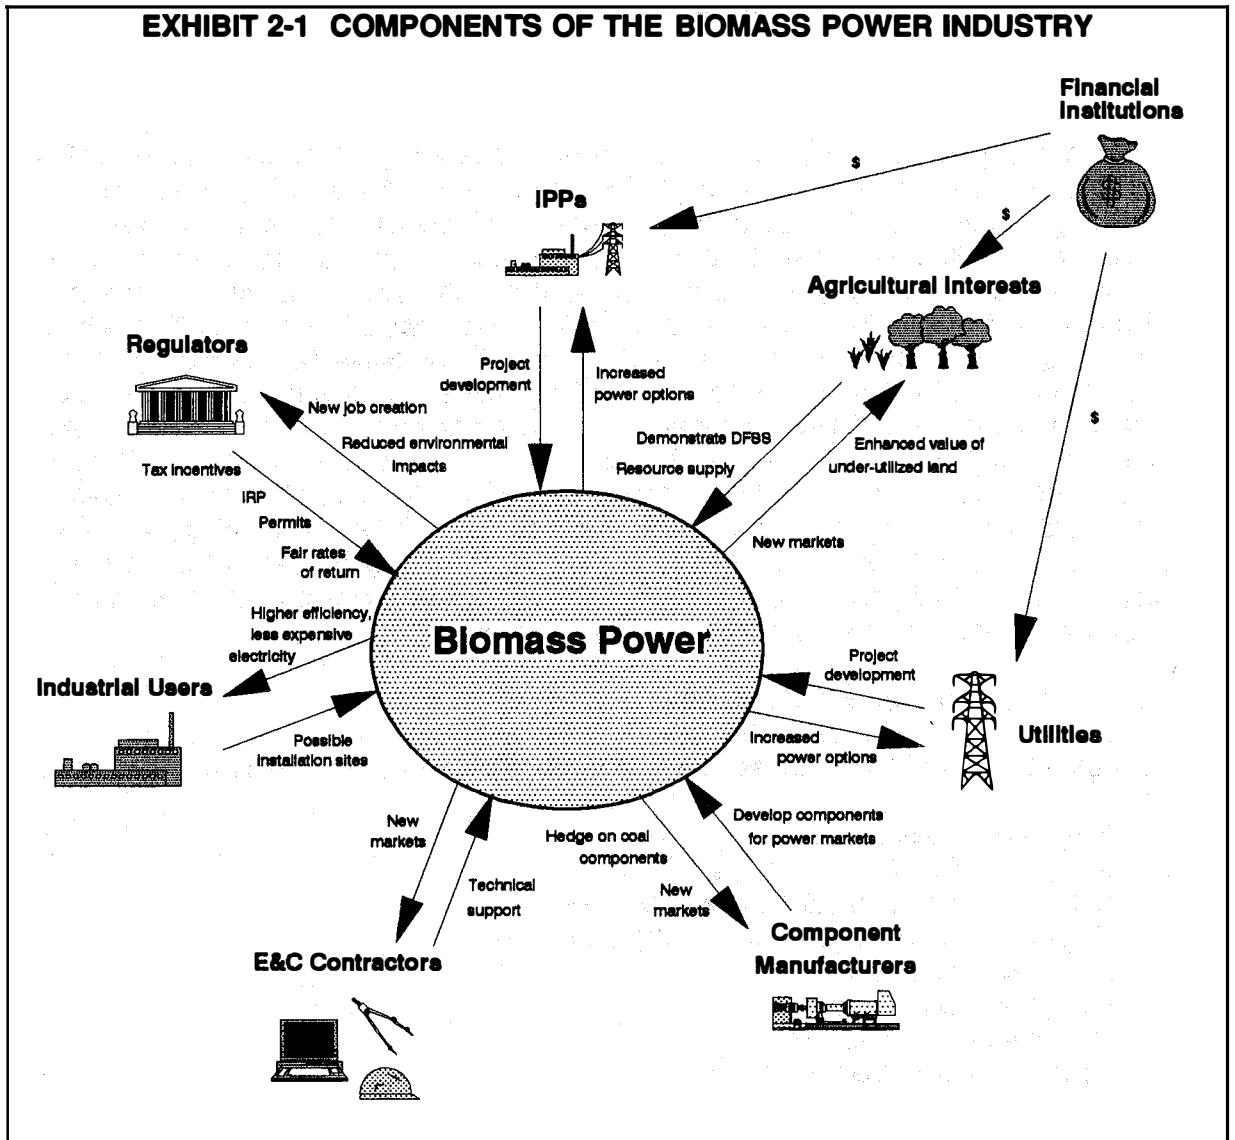 EXHIBIT 2-1 COMPONENTS OF THE BIOMASS POWER INDUSTRY
Financial
Institutions
$
$
$
IPPs
Agricultural Interests
Regulators
Project
development
Increased
power options
New job creation
Reduced environmental
impacts
Demonstrate DFSS
Resource supply
Enhanced value of
under-utilized land
New markets
Tax incentives
IRP
Permits
Fair rates
of return
Higher efficiency,
less expensive
electricity
Biomass Power
Industrial Users
Possible
installation sites
Project
development
Utilities
Increased
power options
New
markets
Technical
support
Hedge on coal
components
New
markets
Develop components
for power markets
E&C Contractors
Component
Manufacturers
$